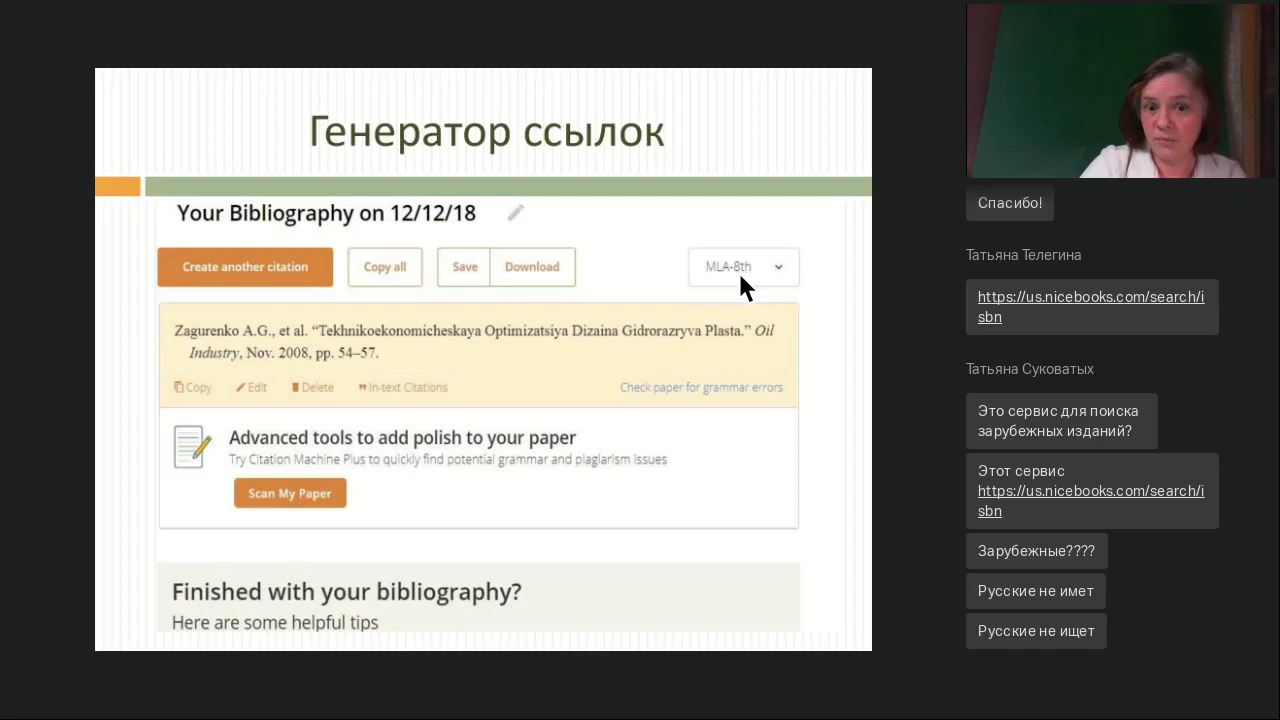 Генератор ссылок
Your Bibliography on 12/12/18
Create another citation
Copy all
Save
Download
MLA-8th
Zagurenko A.G., et al. “Tekhnikoekonomicheskaya Optimizatsiya Dizaina Gidrorazryva Plasta.” Oil
Industry, Nov. 2008, pp. 54–57.
Copy
Edit
Delete
In-text Citations
Check paper for grammar errors
Advanced tools to add polish to your paper
Try Citation Machine Plus to quickly find potential grammar and plagiarism issues
Scan My Paper
Finished with your bibliography?
Here are some helpful tips
Спасибо!
Татьяна Телегина
https://us.nicebooks.com/search/i
sbn
Татьяна Суковатых
Это сервис для поиска
зарубежных изданий?
Этот сервис
https://us.nicebooks.com/search/i
sbn
Зарубежные????
Русские не имет
Русские не ищет